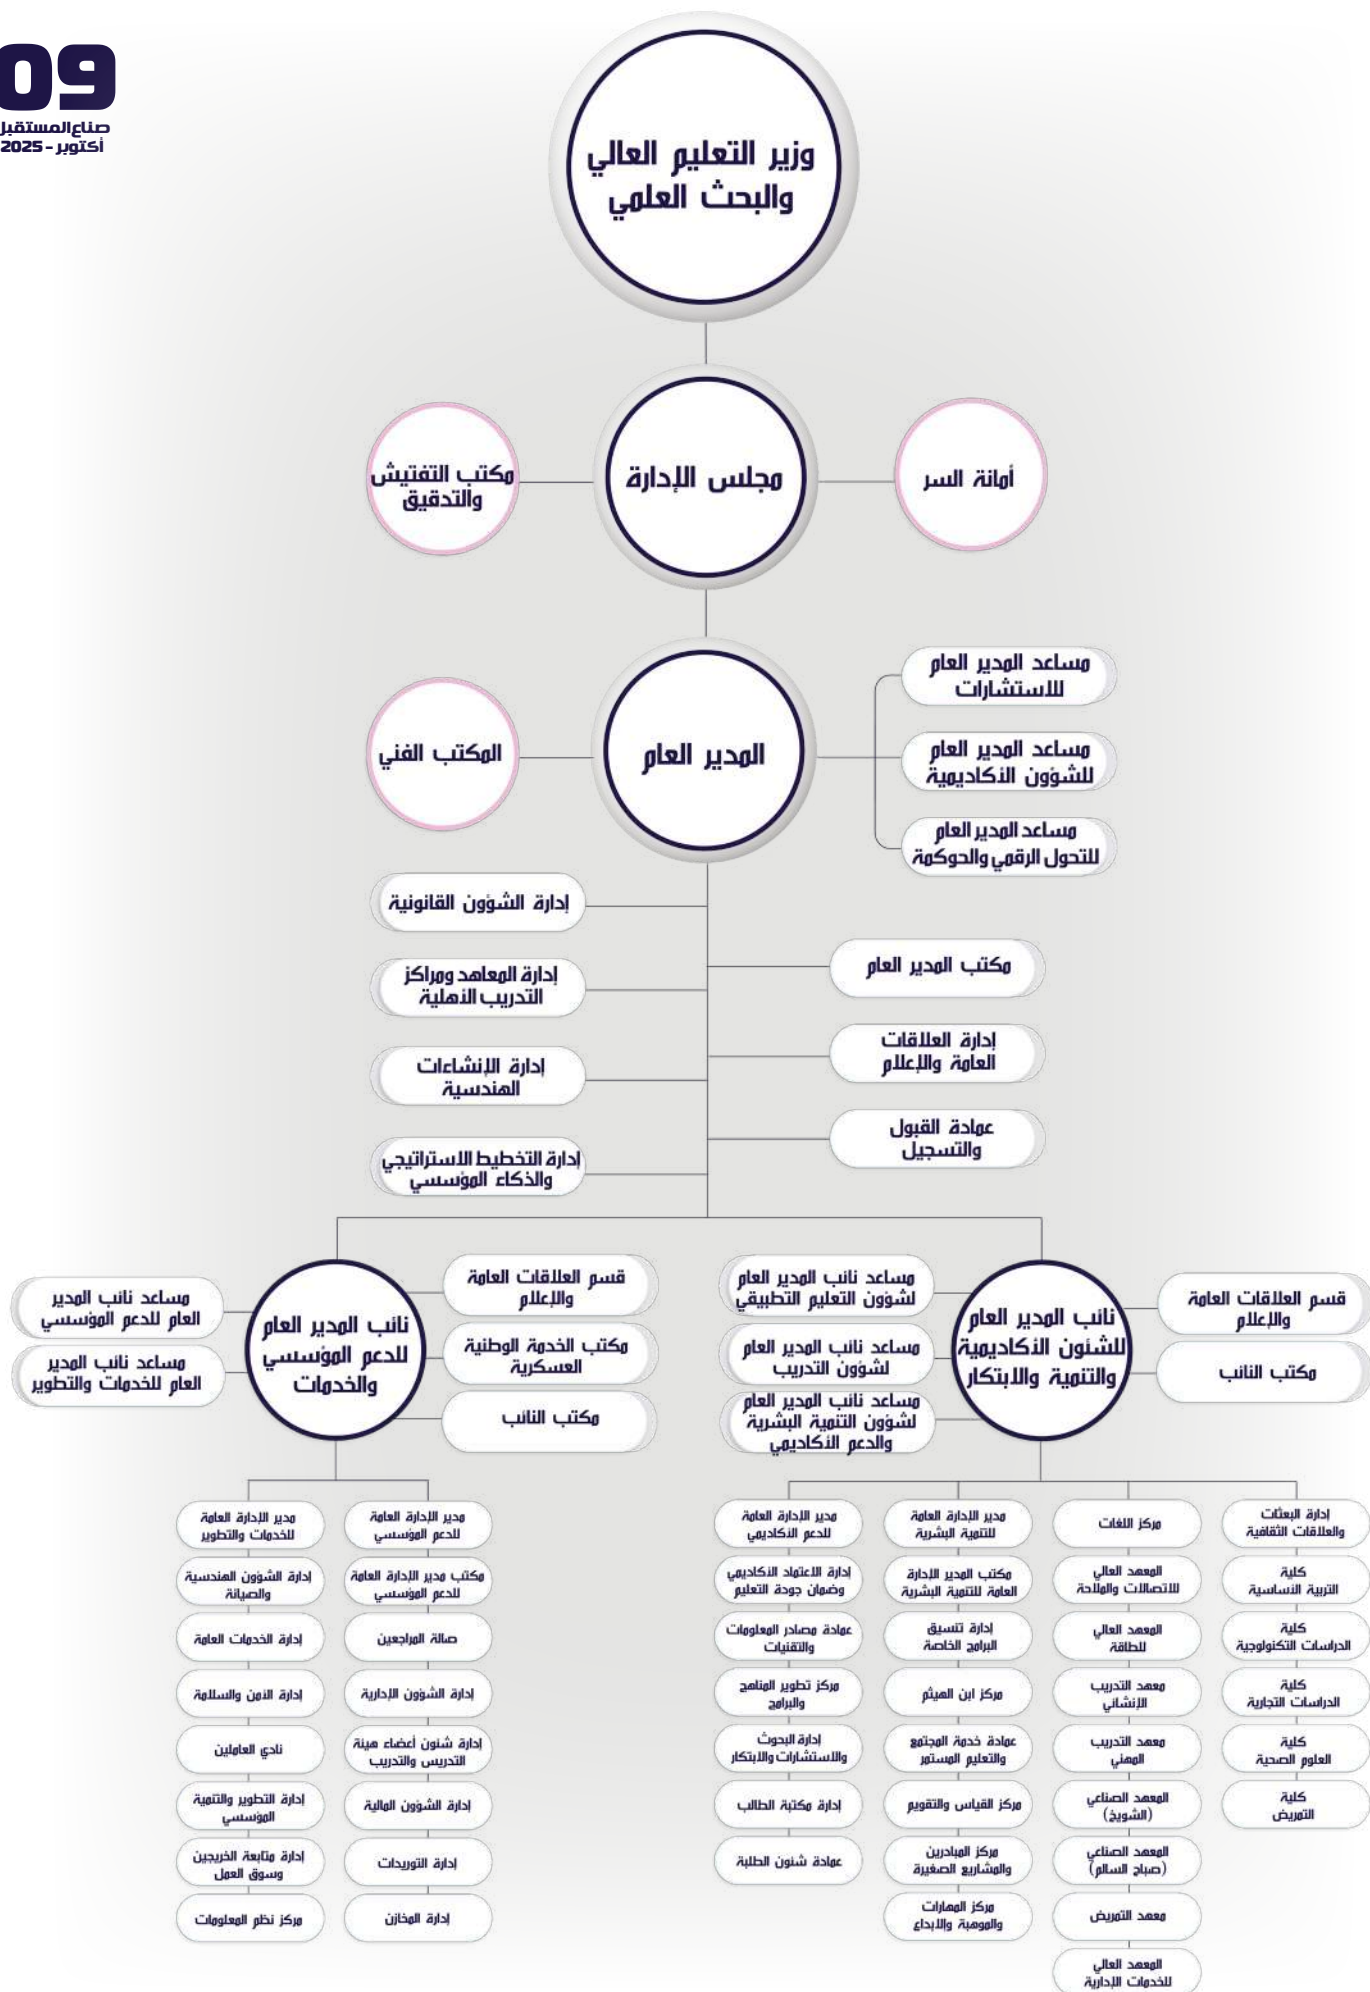 09
صناع المستقبل
أكتوبر - 2025
وزير التعليم العالي
والبحث العلمي
أمانة السر
مجلس الإدارة
مكتب التفتيش
والتدقيق
مساعد المدير العام
للاستشارات
مساعد المدير العام
للشؤون الأكاديمية
مساعد المدير العام
للتحول الرقمي والحوكمة
المدير العام
المكتب الفني
إدارة الشؤون القانونية
مكتب المدير العام
إدارة المعاهد ومراكز
التدريب الأهلية
إدارة العلاقات
العامة والإعلام
إدارة الإنشاءات
الهندسية
عمادة القبول
والتسجيل
إدارة التخطيط الاستراتيجي
والذكاء المؤسسي
قسم العلاقات العامة
والإعلام
مكتب النائب
نائب المدير العام
للشئون الأكاديمية
والتنمية والابتكار
مساعد نائب المدير العام
لشؤون التعليم التطبيقي
مساعد نائب المدير العام
لشؤون التدريب
مساعد نائب المدير العام
لشؤون التنمية البشرية
والدعم الأكاديمي
قسم العلاقات العامة
والإعلام
مكتب الخدمة الوطنية
العسكرية
مكتب النائب
نائب المدير العام
للدعم المؤسسي
والخدمات
مساعد نائب المدير
العام للدعم المؤسسي
مساعد نائب المدير
العام للخدمات والتطوير
إدارة البعثات
والعلاقات الثقافية
كلية
التربية الأساسية
كلية
الدراسات التكنولوجية
كلية
الدراسات التجارية
كلية
العلوم الصحية
كلية
التمريض
مركز اللغات
المعهد العالي
للاتصالات والملاحة
المعهد العالي
للطاقة
معهد التدريب
الإنشائي
معهد التدريب
المهني
المعهد الصناعي
(الشويخ)
المعهد الصناعي
(صباح السالم)
معهد التمريض
المعهد العالي
للخدمات الإدارية
مدير الإدارة العامة
للتنمية البشرية
مكتب المدير الإدارة
العامة للتنمية البشرية
إدارة تنسيق
البرامج الخاصة
مركز ابن الهيثم
عمادة خدمة المجتمع
والتعليم المستمر
مركز القياس والتقويم
مركز المبادرين
والمشاريع الصغيرة
مركز المهارات
والموهبة والإبداع
مدير الإدارة العامة
للدعم الأكاديمي
إدارة الاعتماد الأكاديمي
وضمان جودة التعليم
عمادة مصادر المعلومات
والتقنيات
مركز تطوير المناهج
والبرامج
إدارة البحوث
والاستشارات والابتكار
إدارة مكتبة الطالب
عمادة شئون الطلبة
مدير الإدارة العامة
للدعم المؤسسي
مكتب مدير الإدارة العامة
للدعم المؤسسي
صالة المراجعين
إدارة الشؤون الإدارية
إدارة شئون أعضاء هيئة
التدريس والتدريب
إدارة الشؤون المالية
إدارة التوريدات
إدارة المخازن
مدير الإدارة العامة
للخدمات والتطوير
إدارة الشؤون الهندسية
والصيانة
إدارة الخدمات العامة
إدارة الأمن والسلامة
نادي العاملين
إدارة التطوير والتنمية
المؤسسي
إدارة متابعة الخريجين
وسوق العمل
مركز نظم المعلومات